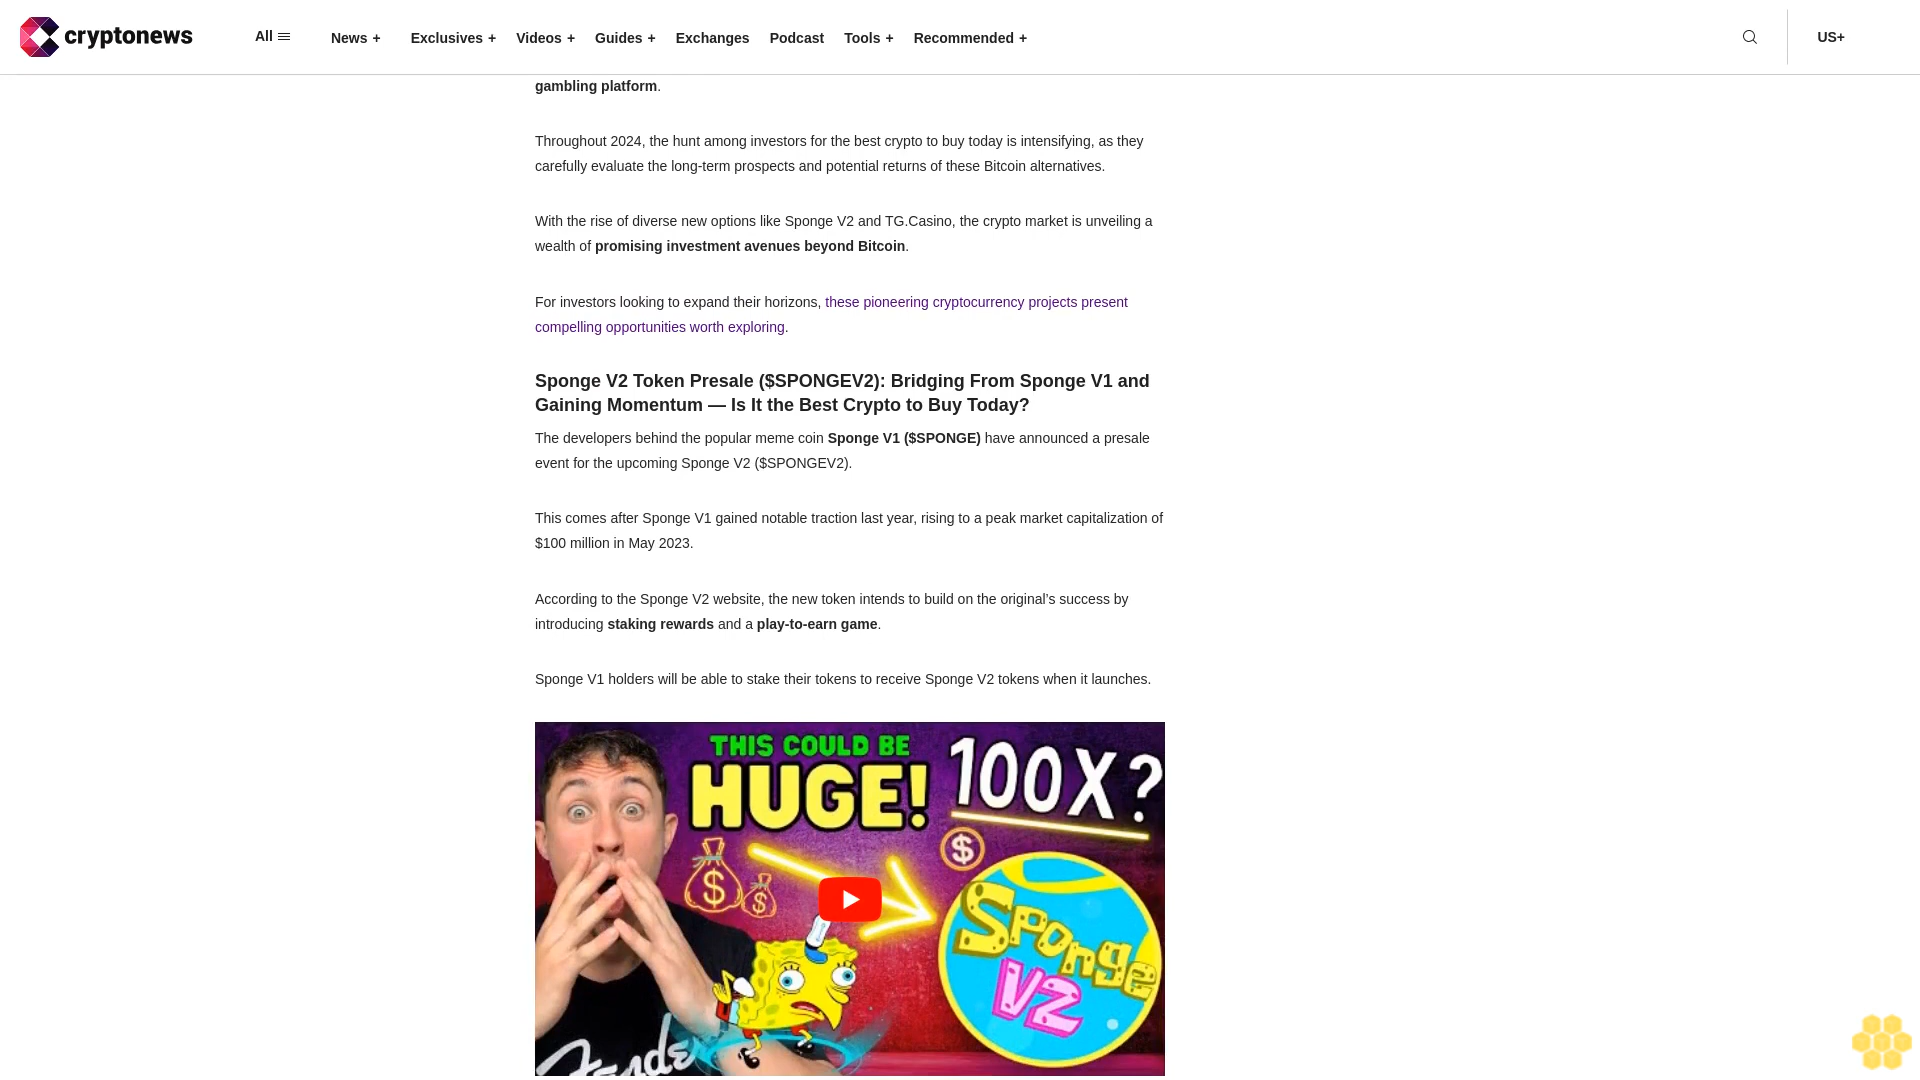 cryptonews
All
News +
Exclusives +
Videos +
Guides +
Exchanges
Podcast
Tools +
Recommended +
US+
gambling platform.
Throughout 2024, the hunt among investors for the best crypto to buy today is intensifying, as they
carefully evaluate the long-term prospects and potential returns of these Bitcoin alternatives.
With the rise of diverse new options like Sponge V2 and TG.Casino, the crypto market is unveiling a
wealth of promising investment avenues beyond Bitcoin.
For investors looking to expand their horizons, these pioneering cryptocurrency projects present
compelling opportunities worth exploring.
Sponge V2 Token Presale ($SPONGEV2): Bridging From Sponge V1 and
Gaining Momentum — Is It the Best Crypto to Buy Today?
The developers behind the popular meme coin Sponge V1 ($SPONGE) have announced a presale
event for the upcoming Sponge V2 ($SPONGEV2).
This comes after Sponge V1 gained notable traction last year, rising to a peak market capitalization of
$100 million in May 2023.
According to the Sponge V2 website, the new token intends to build on the original’s success by
introducing staking rewards and a play-to-earn game.
Sponge V1 holders will be able to stake their tokens to receive Sponge V2 tokens when it launches.
THIS COULD BE
HUGE!
100X?
$
$
$
Sponge
V2
Fender